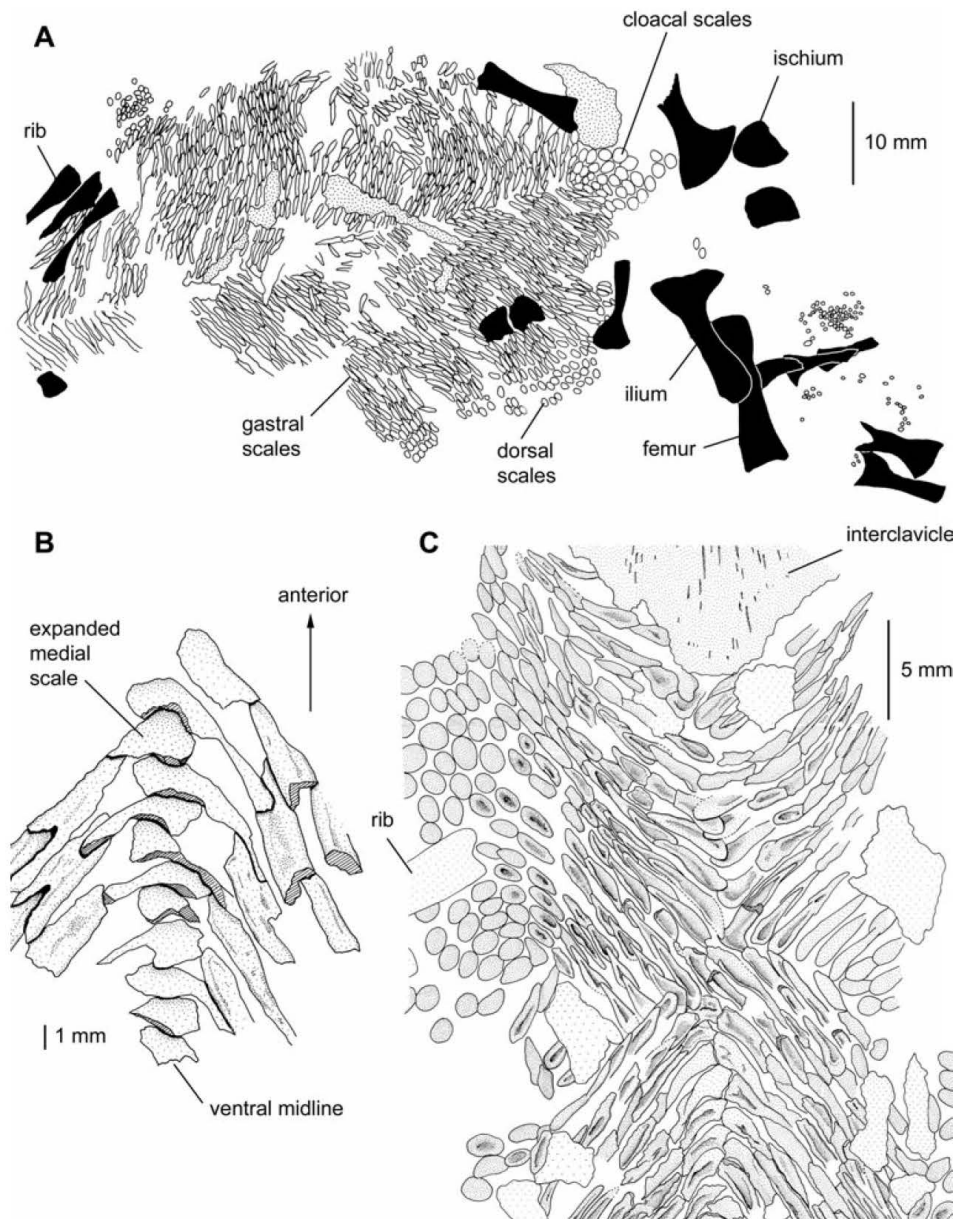 A
cloacal scales
ischium
rib
10 mm
gastral
scales
dorsal
scales
ilium
femur
B
anterior
expanded
medial
scale
1 mm
ventral midline
C
interclavicle
5 mm
rib